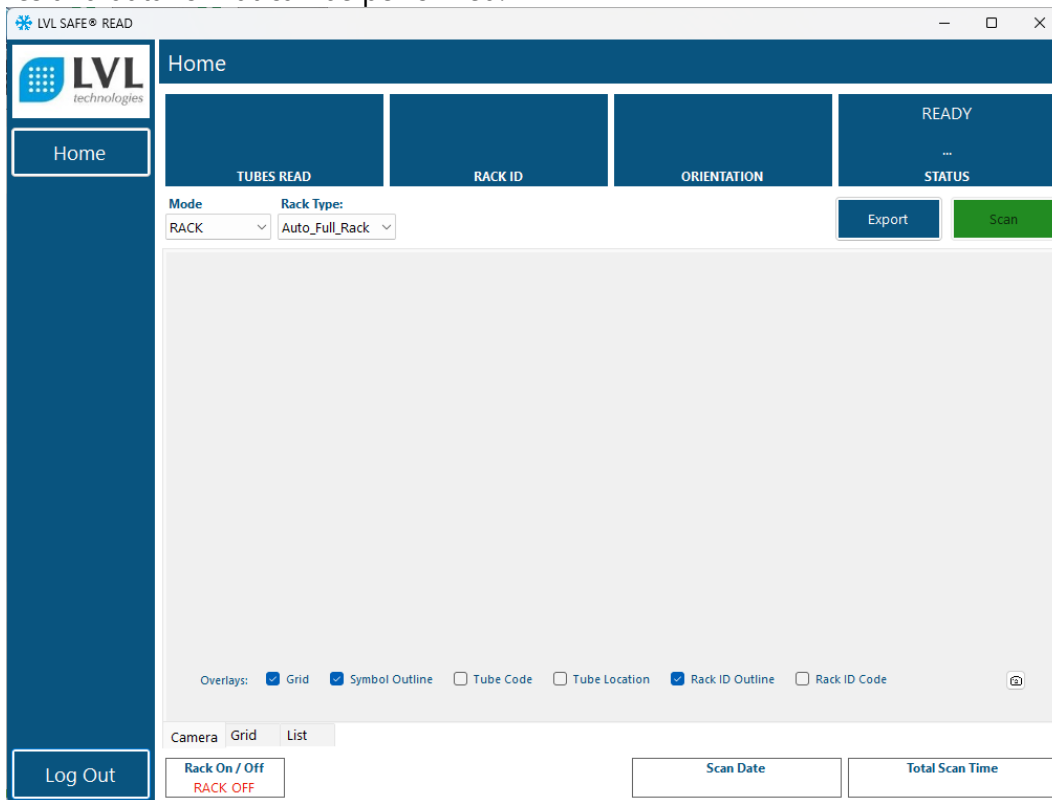 LVL SAFE® READ
LVL
technologies
Home
Home
TUBES READ
RACK ID
ORIENTATION
READY
...
STATUS
Mode
Rack Type:
RACK
Auto_Full_Rack
Export
Scan
Overlays:
Grid
Symbol Outline
Tube Code
Tube Location
Rack ID Outline
Rack ID Code
Camera
Grid
List
Log Out
Rack On / Off
RACK OFF
Scan Date
Total Scan Time